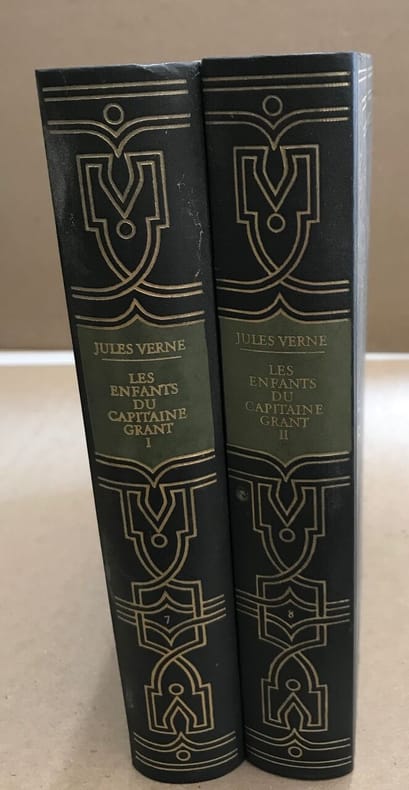 JULES VERNE
LES
ENFANTS
DU
CAPITAINE
GRANT
I
7
JULES VERNE
LES
ENFANTS
DU
CAPITAINE
GRANT
II
8